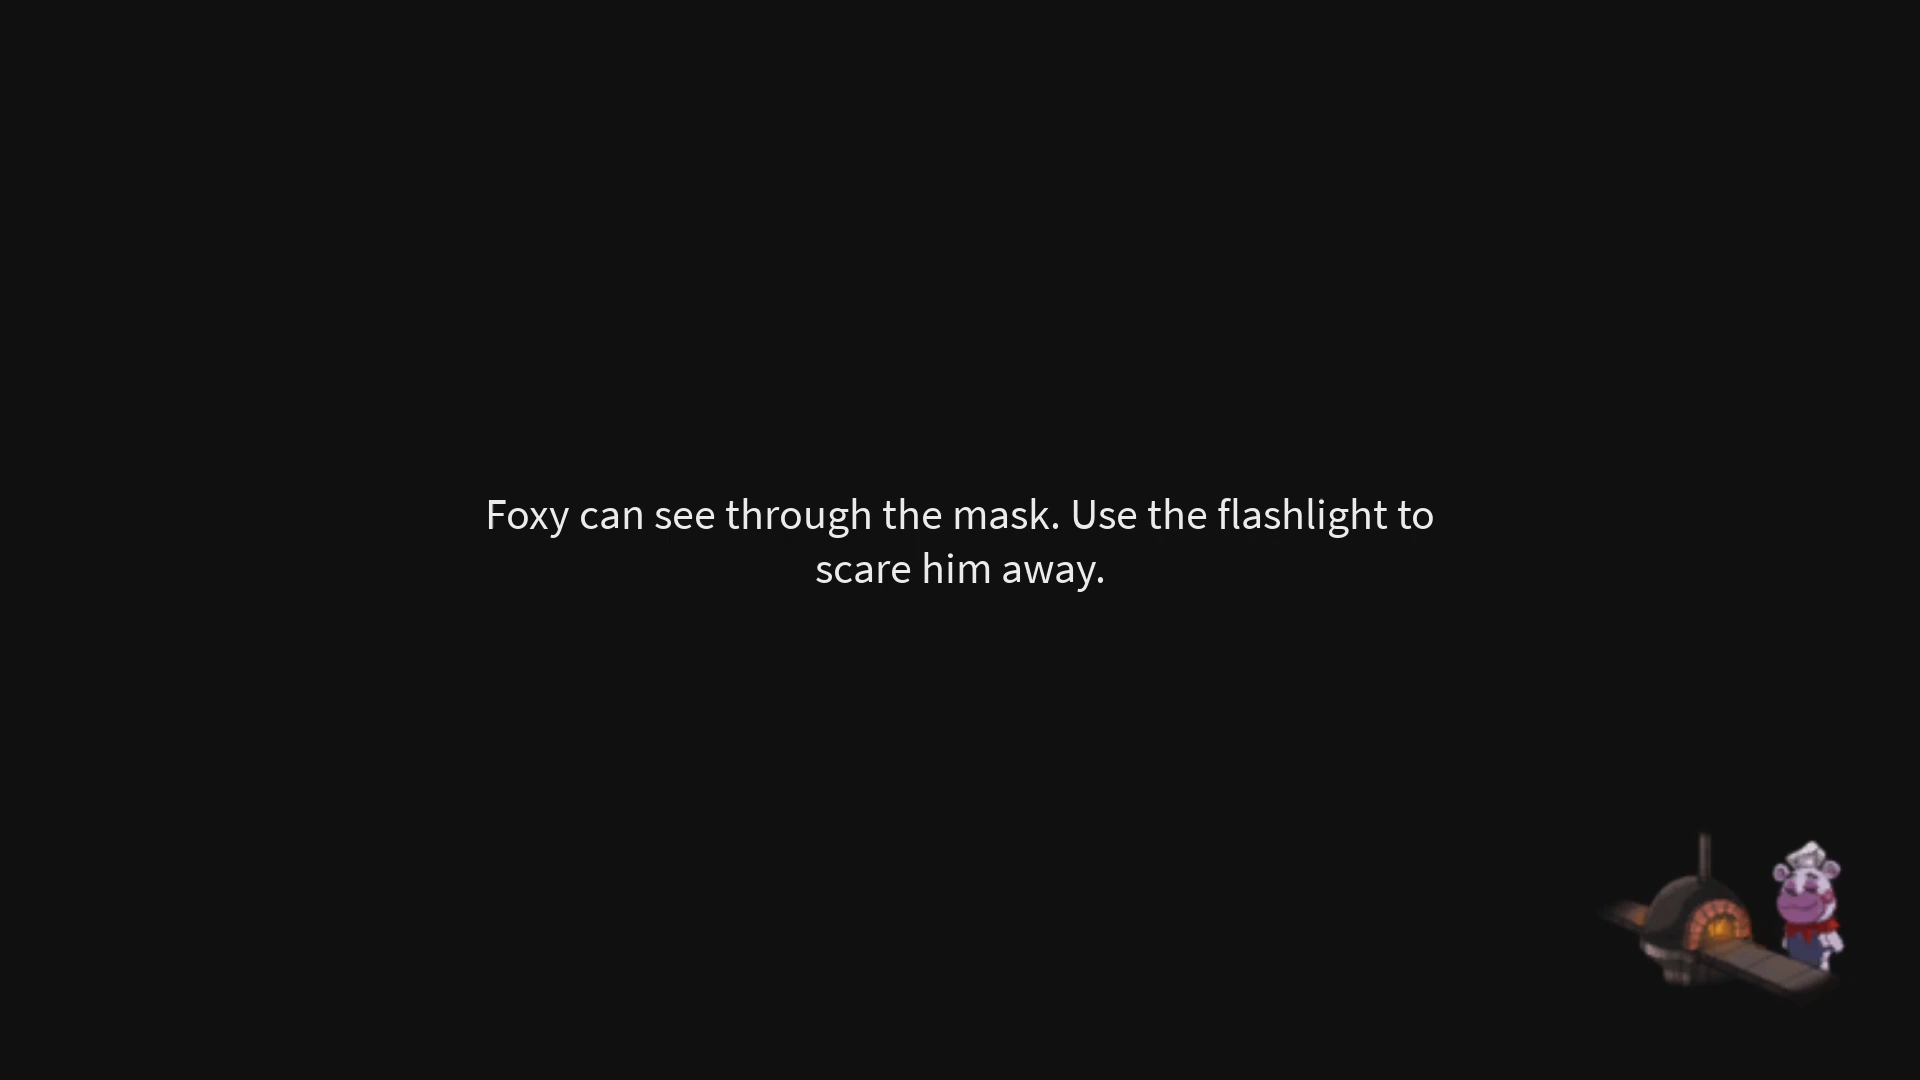 Foxy can see through the mask. Use the flashlight to
scare him away.